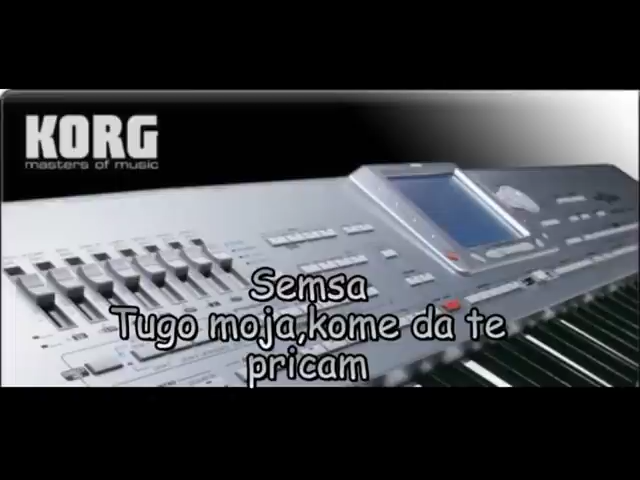 KORG
masters of music
Semsa
Tugo moja,kome da te
pricam